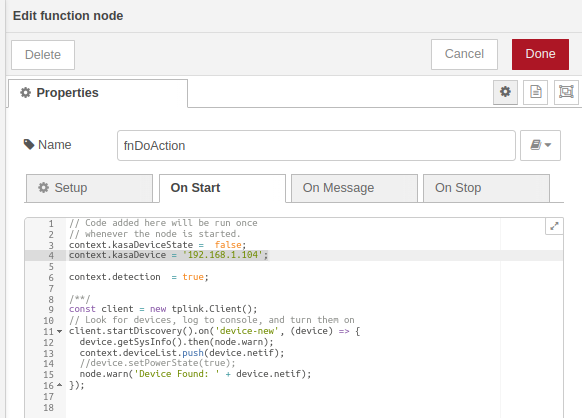 Edit function node
Delete
Cancel
Done
Properties
Name
fnDoAction
Setup
On Start
On Message
On Stop
1 // Code added here will be run once
2 // whenever the node is started.
3 context.kasaDeviceState =  false;
4 context.kasaDevice = '192.168.1.104';
5
6 context.detection  = true;
7
8 /**/
9 const client = new tplink.Client();
10 // Look for devices, log to console, and turn them on
11 client.startDiscovery().on('device-new', (device) => {
12   device.getSysInfo().then(node.warn);
13   context.deviceList.push(device.netif);
14   //device.setPowerState(true);
15   node.warn('Device Found: ' + device.netif);
16 });
17
18